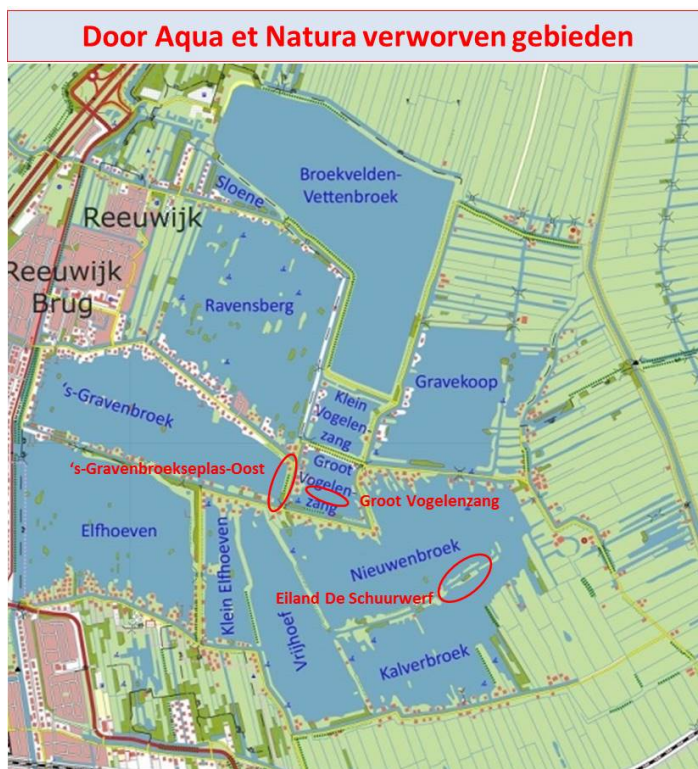 Door Aqua et Natura verworven gebieden
Broekvelden-
Vettenbroek
Sloene
Reeuwijk
Reeuwijk
Brug
Ravensberg
Gravekoop
Klein
Vogelen-
zang
's-Gravenbroek
's-Gravenbroekseplas-Oost
Groot
Vogelen-
zang
Groot Vogelenzang
Elfhoeven
Klein Elfhoeven
Nieuwenbroek
Eiland De Schuurwerf
Vrijhoef
Kalverbroek